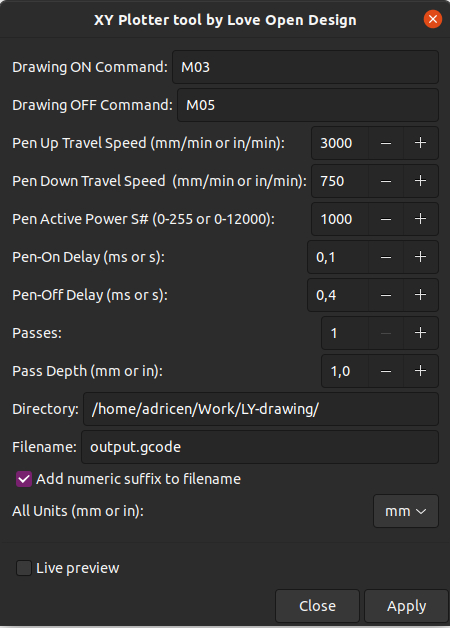 XY Plotter tool by Love Open Design
Drawing ON Command: M03
Drawing OFF Command: M05
Pen Up Travel Speed (mm/min or in/min): 3000 − +
Pen Down Travel Speed (mm/min or in/min): 750 − +
Pen Active Power S# (0-255 or 0-12000): 1000 − +
Pen-On Delay (ms or s): 0,1 − +
Pen-Off Delay (ms or s): 0,4 − +
Passes: 1 − +
Pass Depth (mm or in): 1,0 − +
Directory: /home/adricen/Work/LY-drawing/
Filename: output.gcode
Add numeric suffix to filename
All Units (mm or in): mm
Live preview
Close Apply